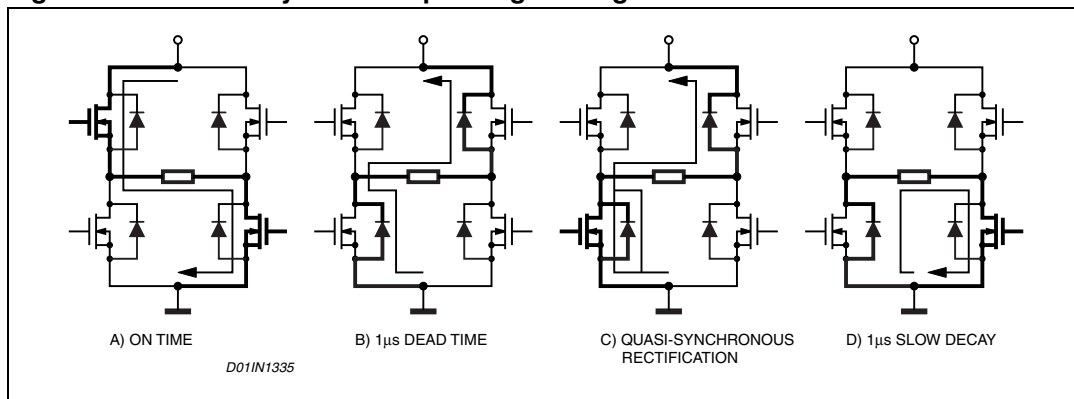 A) ON TIME
B) 1μs DEAD TIME
C) QUASI-SYNCHRONOUS
RECTIFICATION
D) 1μs SLOW DECAY
D01IN1335